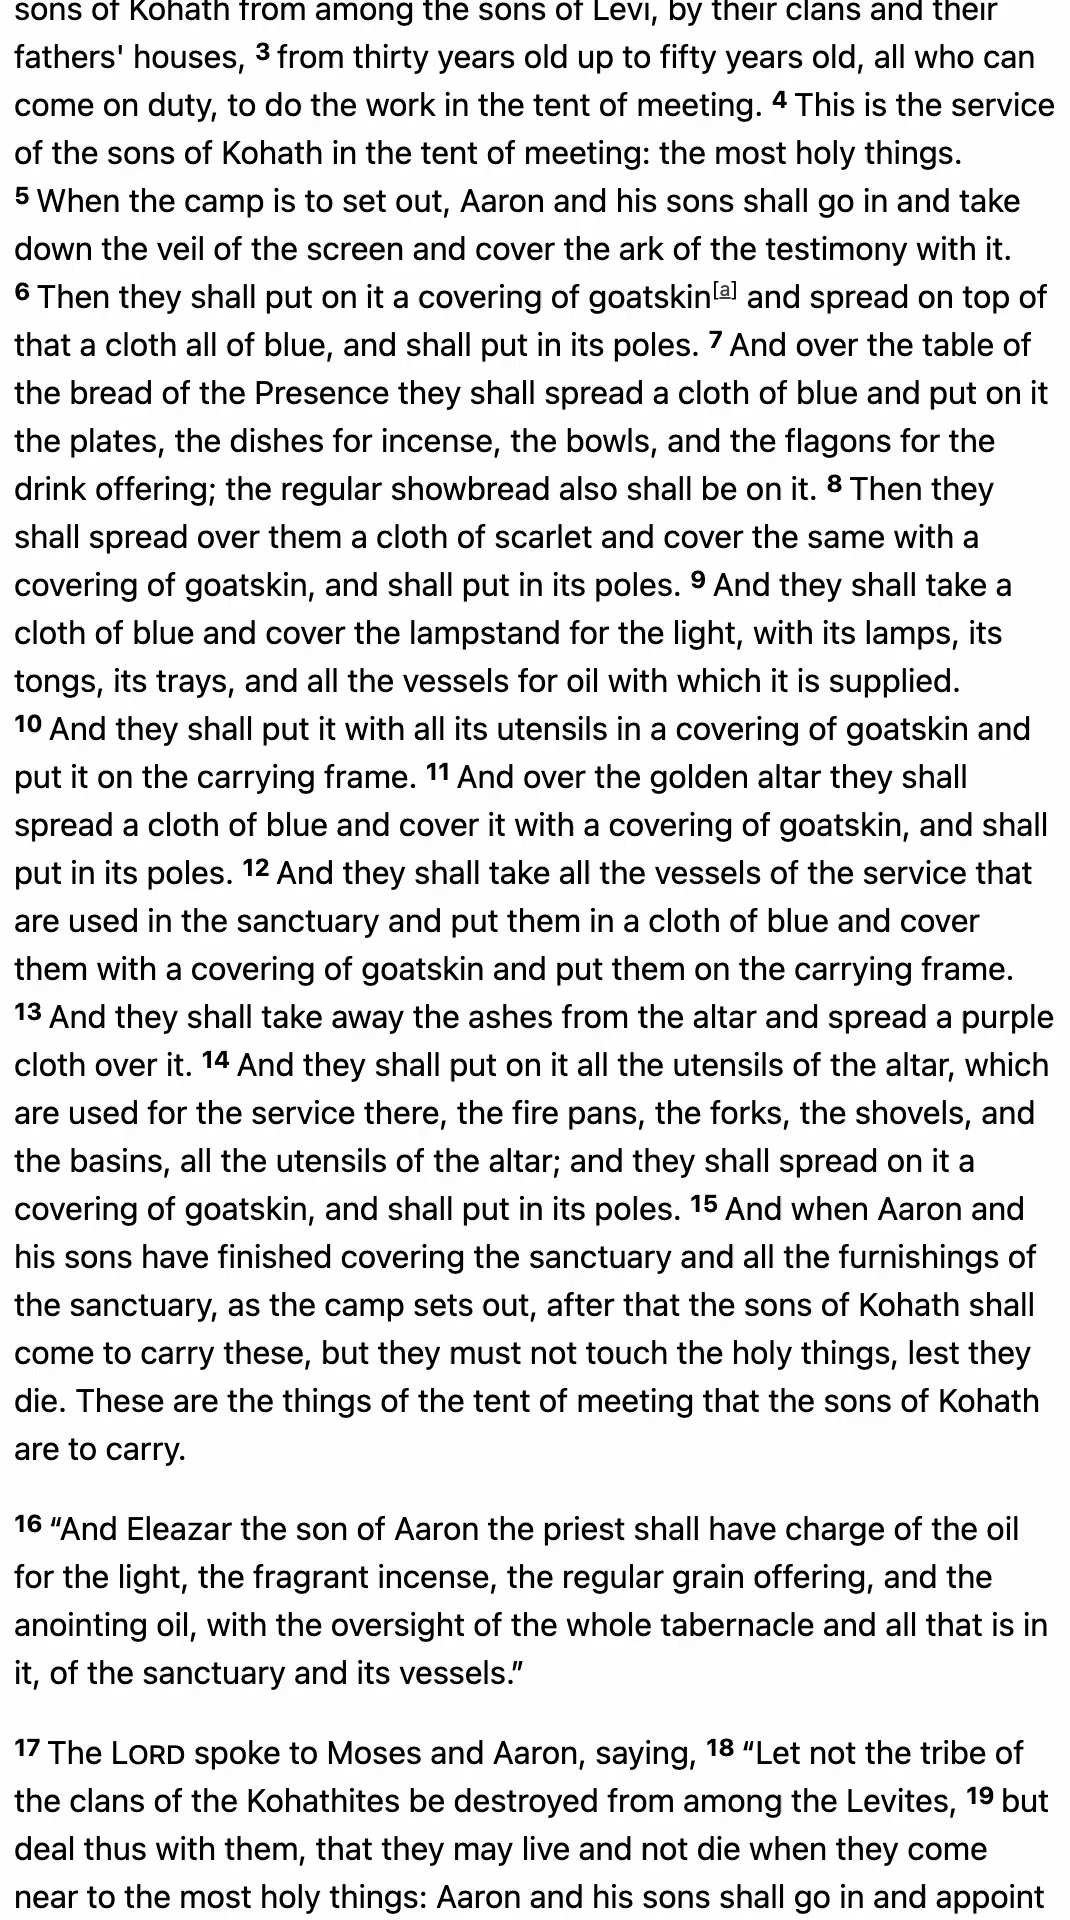 sons of Kohath from among the sons of Levi, by their clans and their
fathers' houses, 3 from thirty years old up to fifty years old, all who can
come on duty, to do the work in the tent of meeting. 4 This is the service
of the sons of Kohath in the tent of meeting: the most holy things.
5 When the camp is to set out, Aaron and his sons shall go in and take
down the veil of the screen and cover the ark of the testimony with it.
6 Then they shall put on it a covering of goatskin[a] and spread on top of
that a cloth all of blue, and shall put in its poles. 7 And over the table of
the bread of the Presence they shall spread a cloth of blue and put on it
the plates, the dishes for incense, the bowls, and the flagons for the
drink offering; the regular showbread also shall be on it. 8 Then they
shall spread over them a cloth of scarlet and cover the same with a
covering of goatskin, and shall put in its poles. 9 And they shall take a
cloth of blue and cover the lampstand for the light, with its lamps, its
tongs, its trays, and all the vessels for oil with which it is supplied.
10 And they shall put it with all its utensils in a covering of goatskin and
put it on the carrying frame. 11 And over the golden altar they shall
spread a cloth of blue and cover it with a covering of goatskin, and shall
put in its poles. 12 And they shall take all the vessels of the service that
are used in the sanctuary and put them in a cloth of blue and cover
them with a covering of goatskin and put them on the carrying frame.
13 And they shall take away the ashes from the altar and spread a purple
cloth over it. 14 And they shall put on it all the utensils of the altar, which
are used for the service there, the fire pans, the forks, the shovels, and
the basins, all the utensils of the altar; and they shall spread on it a
covering of goatskin, and shall put in its poles. 15 And when Aaron and
his sons have finished covering the sanctuary and all the furnishings of
the sanctuary, as the camp sets out, after that the sons of Kohath shall
come to carry these, but they must not touch the holy things, lest they
die. These are the things of the tent of meeting that the sons of Kohath
are to carry.
16 “And Eleazar the son of Aaron the priest shall have charge of the oil
for the light, the fragrant incense, the regular grain offering, and the
anointing oil, with the oversight of the whole tabernacle and all that is in
it, of the sanctuary and its vessels.”
17 The LORD spoke to Moses and Aaron, saying, 18 “Let not the tribe of
the clans of the Kohathites be destroyed from among the Levites, 19 but
deal thus with them, that they may live and not die when they come
near to the most holy things: Aaron and his sons shall go in and appoint